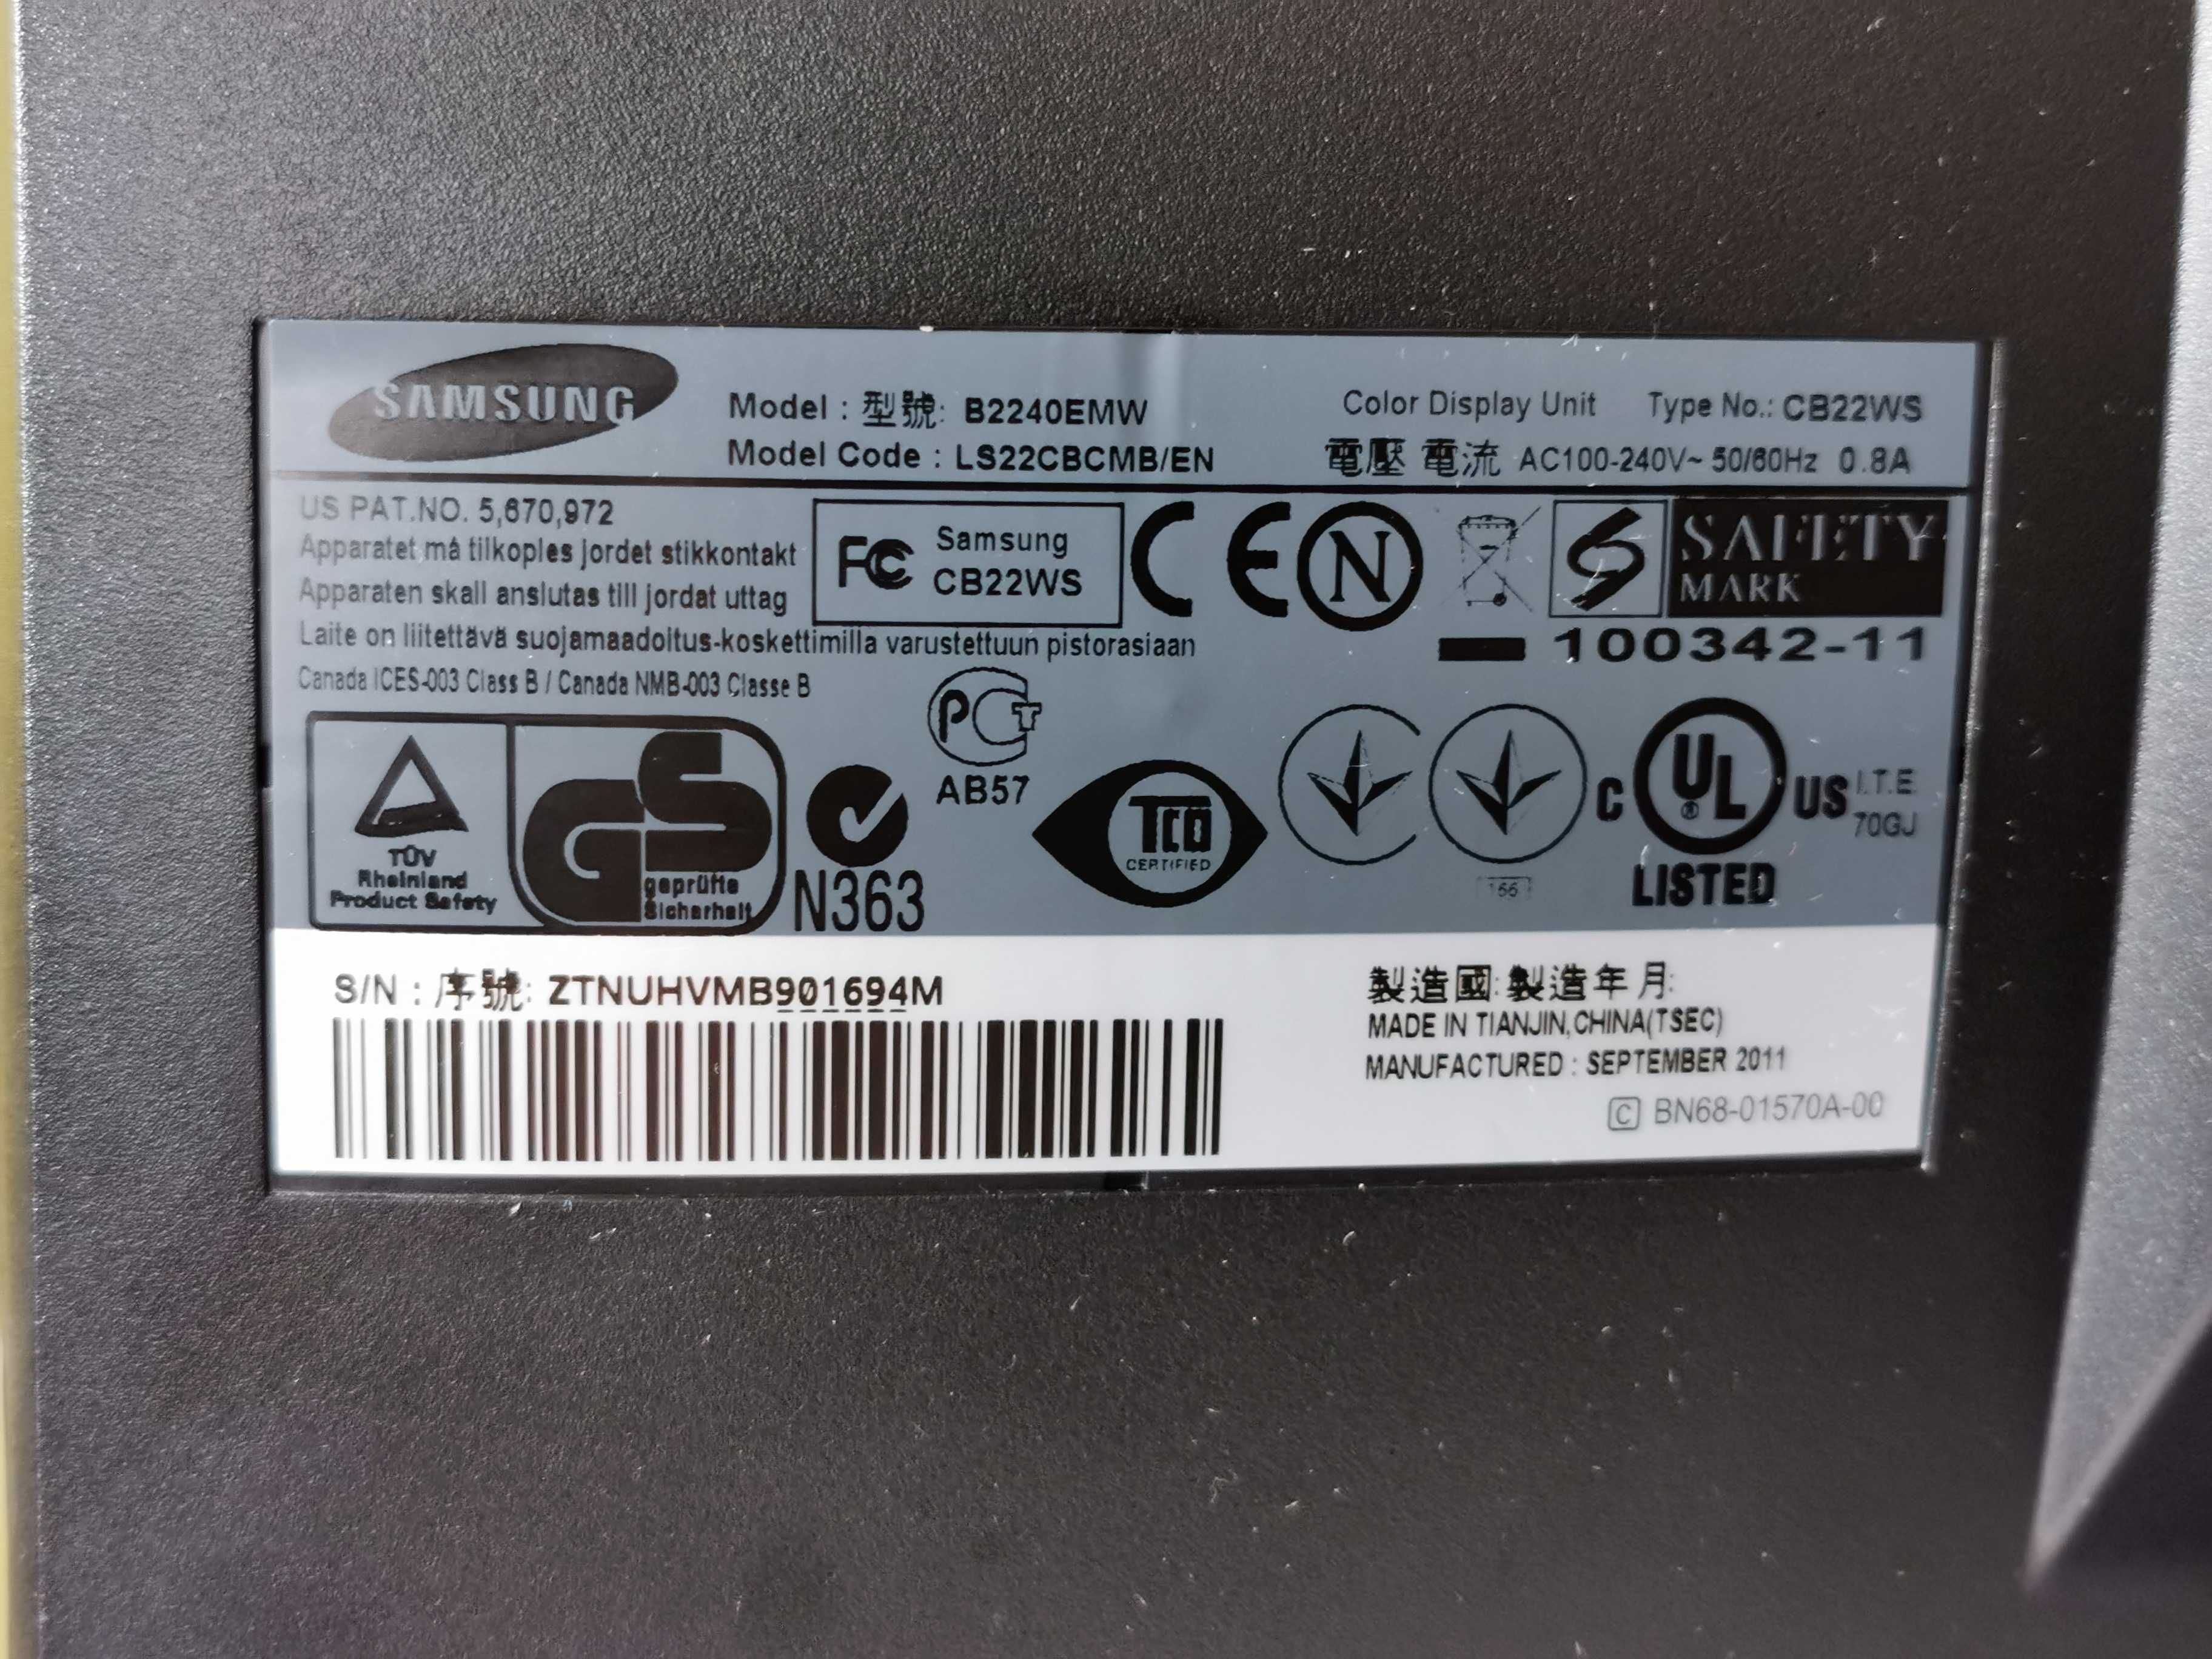 SAMSUNG
Model : 型號: B2240EMW
Model Code : LS22CBCMB/EN
Color Display Unit Type No.: CB22WS
電壓 電流 AC100-240V~ 50/60Hz 0.8A
US PAT.NO. 5,670,972
Apparatet må tilkoples jordet stikkontakt
Apparaten skall anslutas till jordat uttag
Laite on liitettävä suojamaadoitus-koskettimilla varustettuun pistorasiaan
Canada ICES-003 Class B / Canada NMB-003 Classe B
FC Samsung
CB22WS
CE
N
SAFETY
MARK
100342-11
TÜV
Rheinland
Product Safety
GS
geprüfte
Sicherheit
N363
PCT
AB57
TCO
CERTIFIED
166
C UL ® US
LISTED
I.T.E.
70GJ
S/N : 序號: ZTNUHVMB901694M
製造國: 製造年月:
MADE IN TIANJIN,CHINA(TSEC)
MANUFACTURED : SEPTEMBER 2011
C BN68-01570A-00